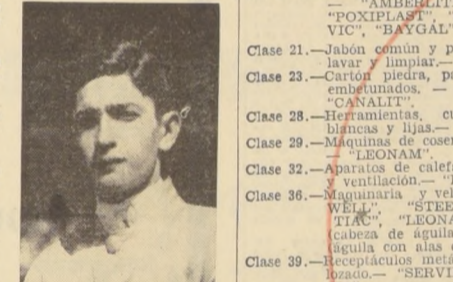 — "AMBERLIT
"POXIPLAST", "
VIC", "BAYGAL"
Clase 21.—Jabón común y p
lavar y limpiar.—
Clase 23.—Cartón piedra, pa
embetunados, —
"CANALIT".
Clase 28.—Herramientas, cu
blancas y lijas.—
Clase 29.—Máquinas de coser
— "LEONAM".
Clase 32.—Aparatos de calef
y ventilación.— "
Clase 36.—Maquinaria y veh
WELL", "STEE
TIAC", "LEONA
(cabeza de águila
(águila con alas
Clase 39.—Receptáculos metá
lozado.— "SERVI